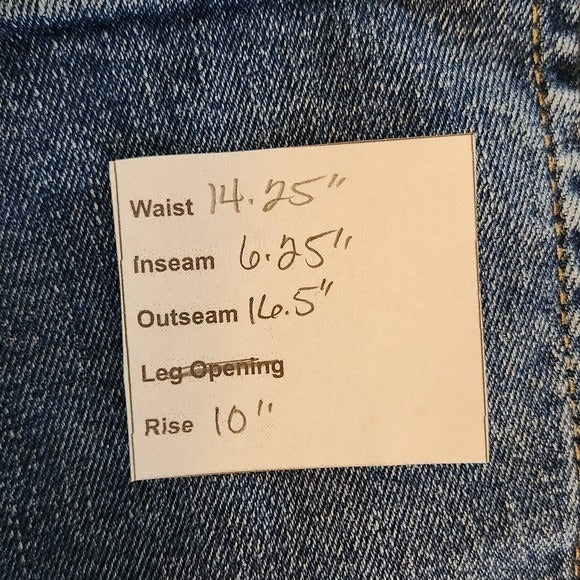 Waist 14.25"
Inseam 6.25"
Outseam 16.5"
Leg Opening
Rise 10"